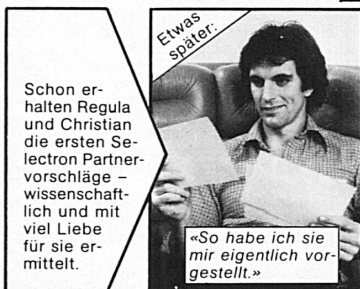 Schon er-
halten Regula
und Christian
die ersten Se-
lectron Partner-
vorschläge –
wissenschaft-
lich und mit
viel Liebe
für sie er-
mittelt.
Etwas
später:
«So habe ich sie
mir eigentlich vor-
gestellt.»